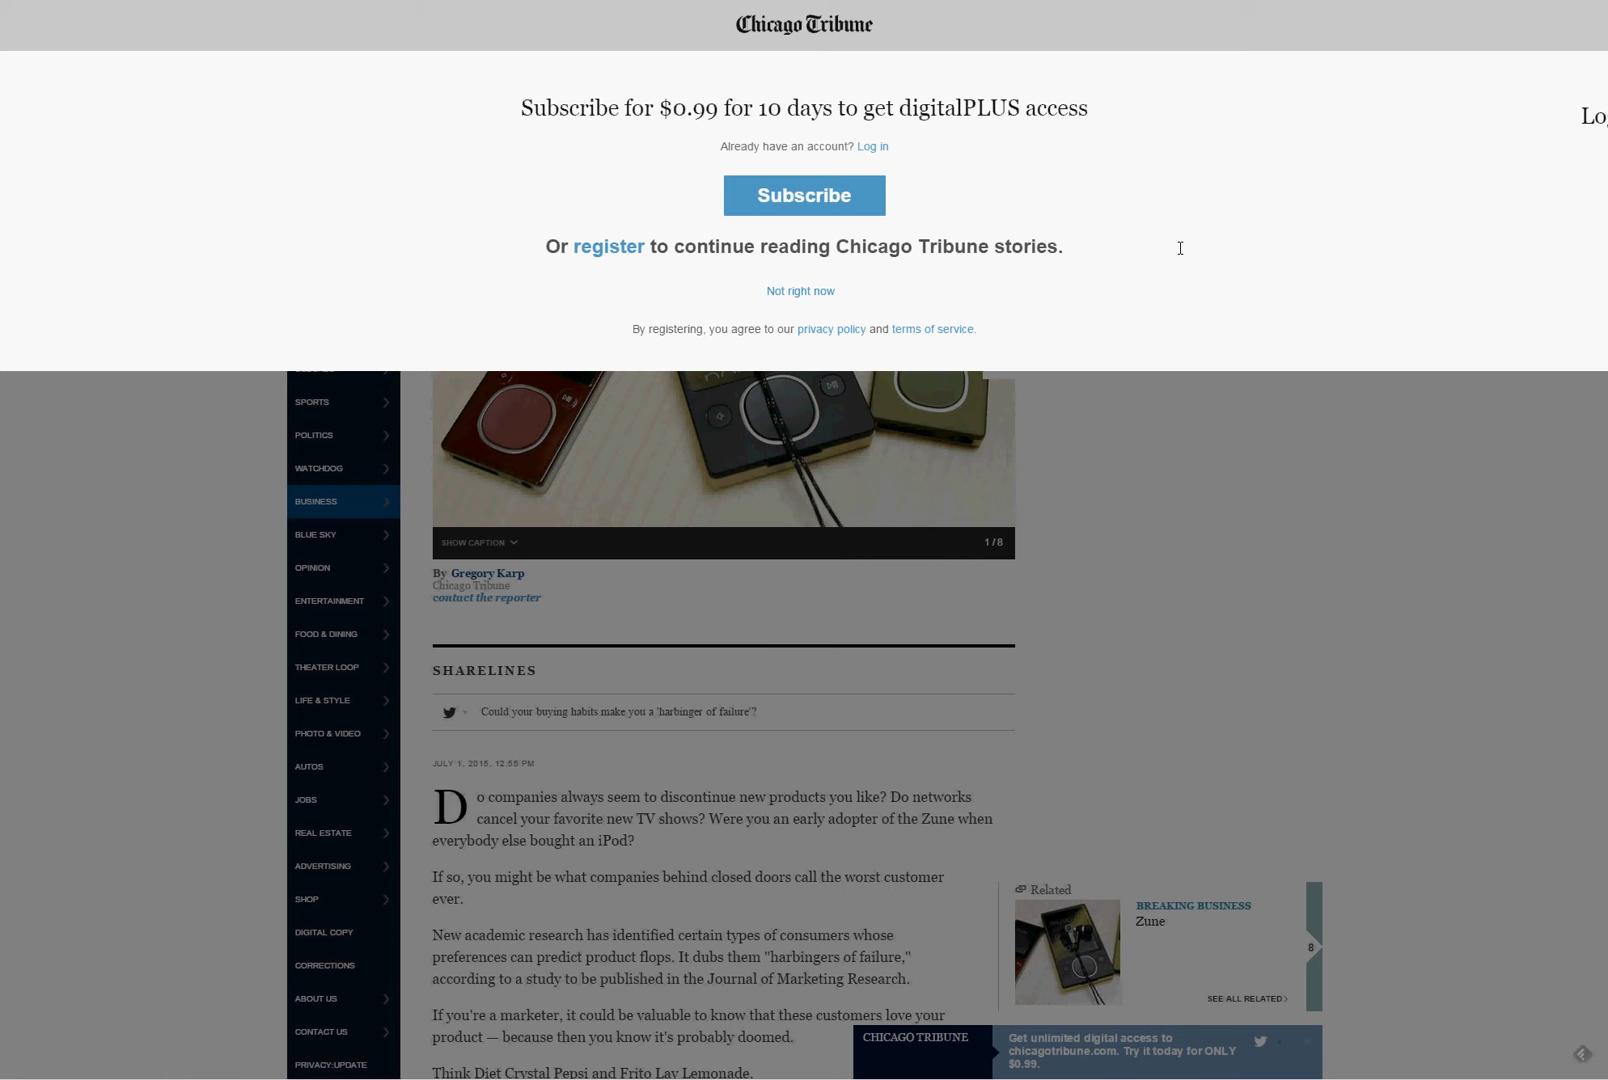 Chicago Tribune
Subscribe for $0.99 for 10 days to get digitalPLUS access
Already have an account? Log in
Subscribe
Or register to continue reading Chicago Tribune stories.
Not right now
By registering, you agree to our privacy policy and terms of service.
SPORTS
POLITICS
WATCHDOG
BUSINESS
BLUE SKY
OPINION
ENTERTAINMENT
FOOD & DINING
THEATER LOOP
LIFE & STYLE
PHOTO & VIDEO
AUTOS
JOBS
REAL ESTATE
ADVERTISING
SHOP
DIGITAL COPY
CORRECTIONS
ABOUT US
CONTACT US
PRIVACY:UPDATE
SHOW CAPTION
1 / 8
By Gregory Karp
Chicago Tribune
contact the reporter
SHARELINES
Could your buying habits make you a 'harbinger of failure'?
JULY 1, 2015, 12:55 PM
Do companies always seem to discontinue new products you like? Do networks
cancel your favorite new TV shows? Were you an early adopter of the Zune when
everybody else bought an iPod?
If so, you might be what companies behind closed doors call the worst customer
ever.
New academic research has identified certain types of consumers whose
preferences can predict product flops. It dubs them "harbingers of failure,"
according to a study to be published in the Journal of Marketing Research.
If you're a marketer, it could be valuable to know that these customers love your
product — because then you know it's probably doomed.
Think Diet Crystal Pepsi and Frito Lay Lemonade.
Related
BREAKING BUSINESS
Zune
8
SEE ALL RELATED
CHICAGO TRIBUNE
Get unlimited digital access to
chicagotribune.com. Try it today for ONLY
$0.99.